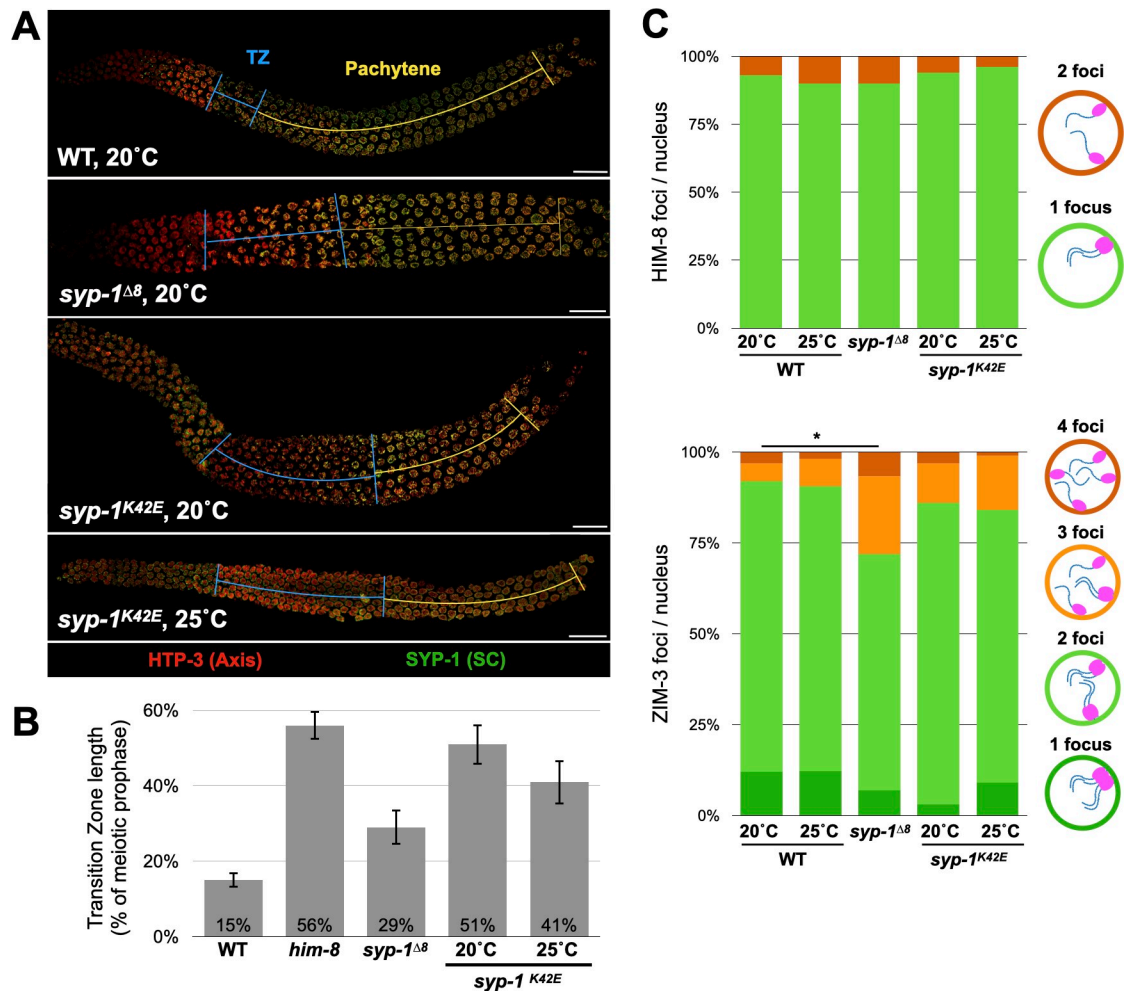 A
TZ
Pachytene
WT, 20˚C
syp-1Δ8, 20˚C
syp-1K42E, 20˚C
syp-1K42E, 25˚C
HTP-3 (Axis) SYP-1 (SC)
B
Transition Zone length
(% of meiotic prophase)
60%
40%
20%
0%
15% 56% 29% 51% 41%
WT him-8 syp-1Δ8 20˚C 25˚C
syp-1 K42E
C
HIM-8 foci / nucleus
100%
75%
50%
25%
0%
20˚C 25˚C syp-1Δ8 20˚C 25˚C
WT syp-1K42E
2 foci
1 focus
ZIM-3 foci / nucleus
100%
75%
50%
25%
0%
*
20˚C 25˚C syp-1Δ8 20˚C 25˚C
WT syp-1K42E
4 foci
3 foci
2 foci
1 focus